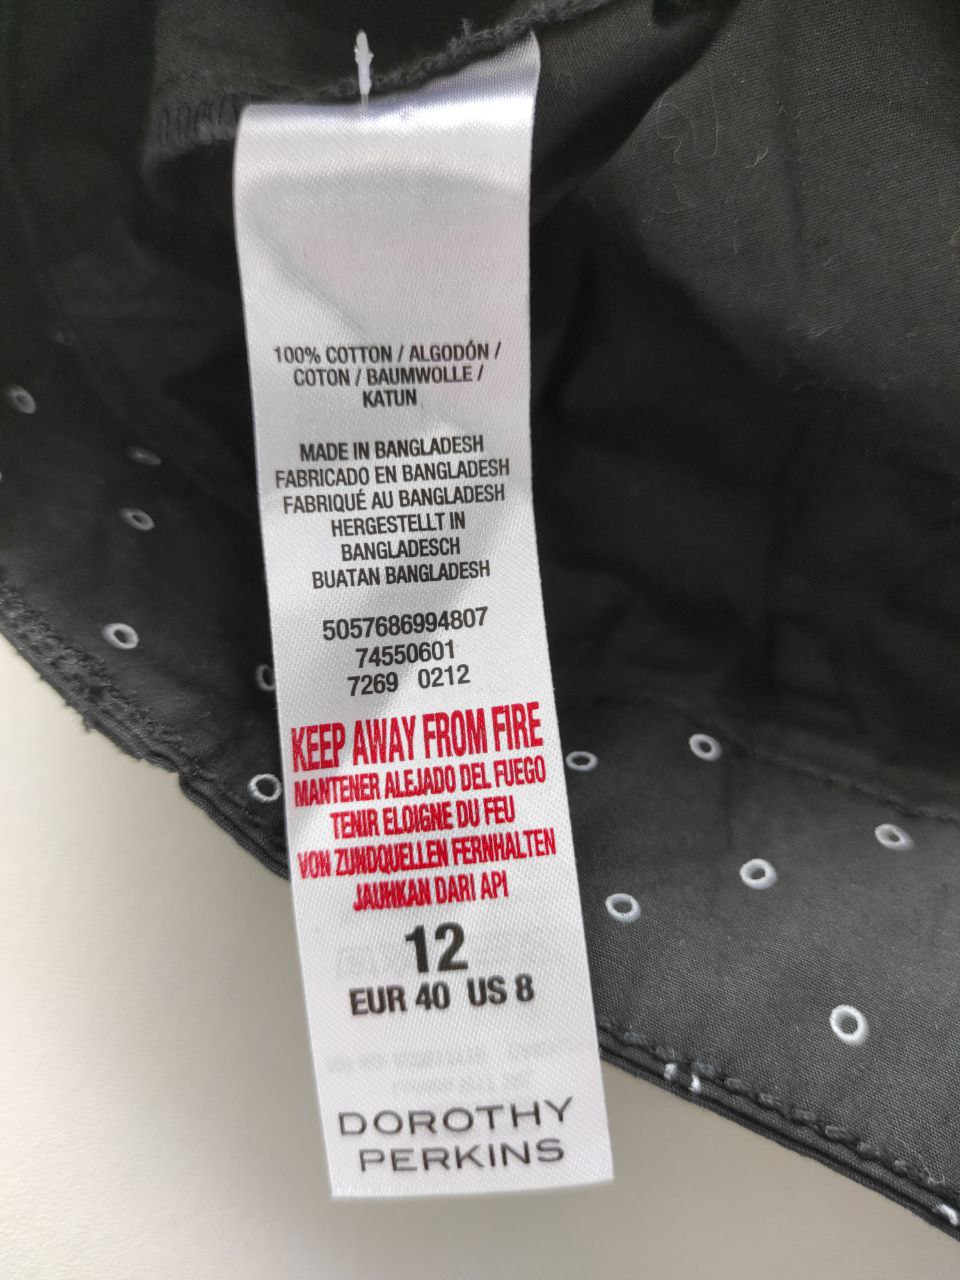 100% COTTON / ALGODÓN /
COTON / BAUMWOLLE /
KATUN
MADE IN BANGLADESH
FABRICADO EN BANGLADESH
FABRIQUÉ AU BANGLADESH
HERGESTELLT IN
BANGLADESCH
BUATAN BANGLADESH
5057686994807
74550601
7269 0212
KEEP AWAY FROM FIRE
MANTENER ALEJADO DEL FUEGO
TENIR ELOIGNE DU FEU
VON ZUNDQUELLEN FERNHALTEN
JAUHKAN DARI API
12
EUR 40 US 8
DOROTHY
PERKINS